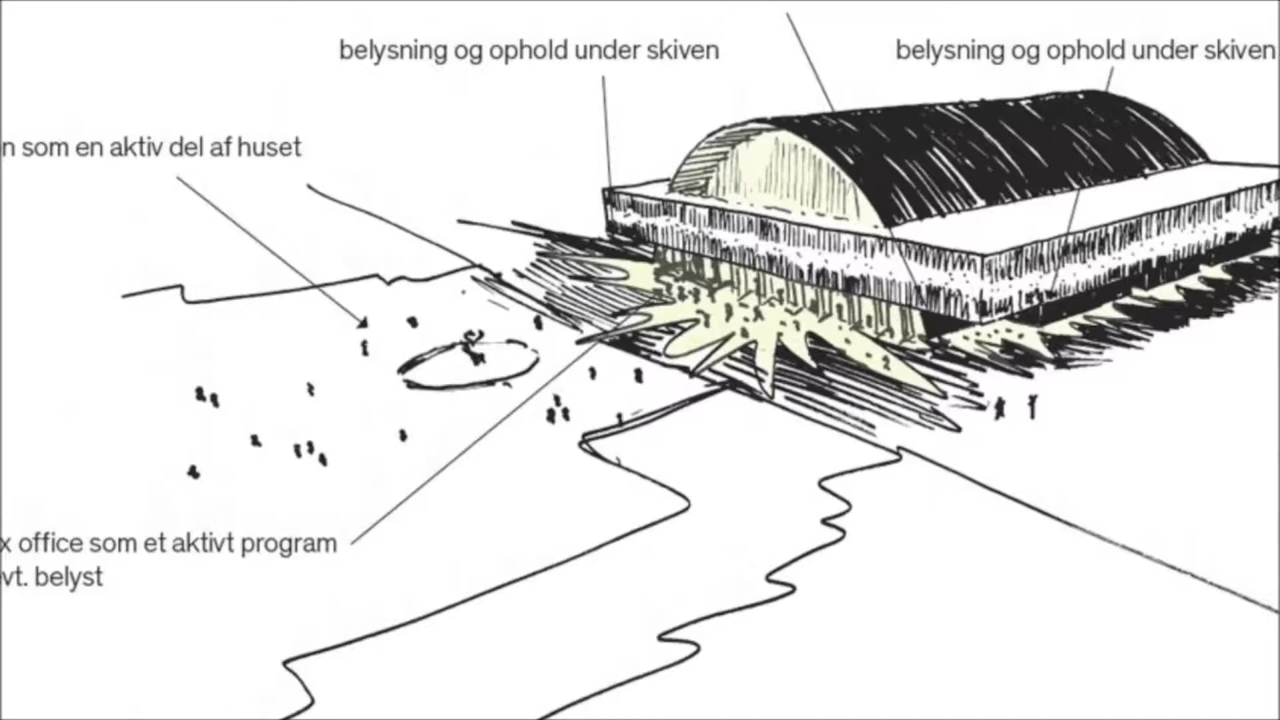 belysning og ophold under skiven
belysning og ophold under skiven
n som en aktiv del af huset
x office som et aktivt program
vt. belyst